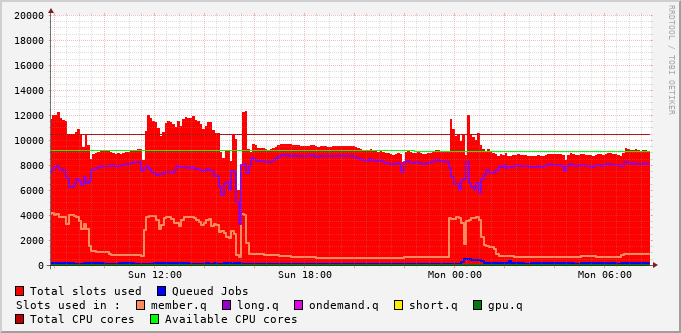 20000
18000
16000
14000
12000
10000
8000
6000
4000
2000
0
Sun 12:00 Sun 18:00 Mon 00:00 Mon 06:00
RRDTOOL / TOBI OETIKER
Total slots used Queued Jobs
Slots used in : member.q long.q ondemand.q short.q gpu.q
Total CPU cores Available CPU cores